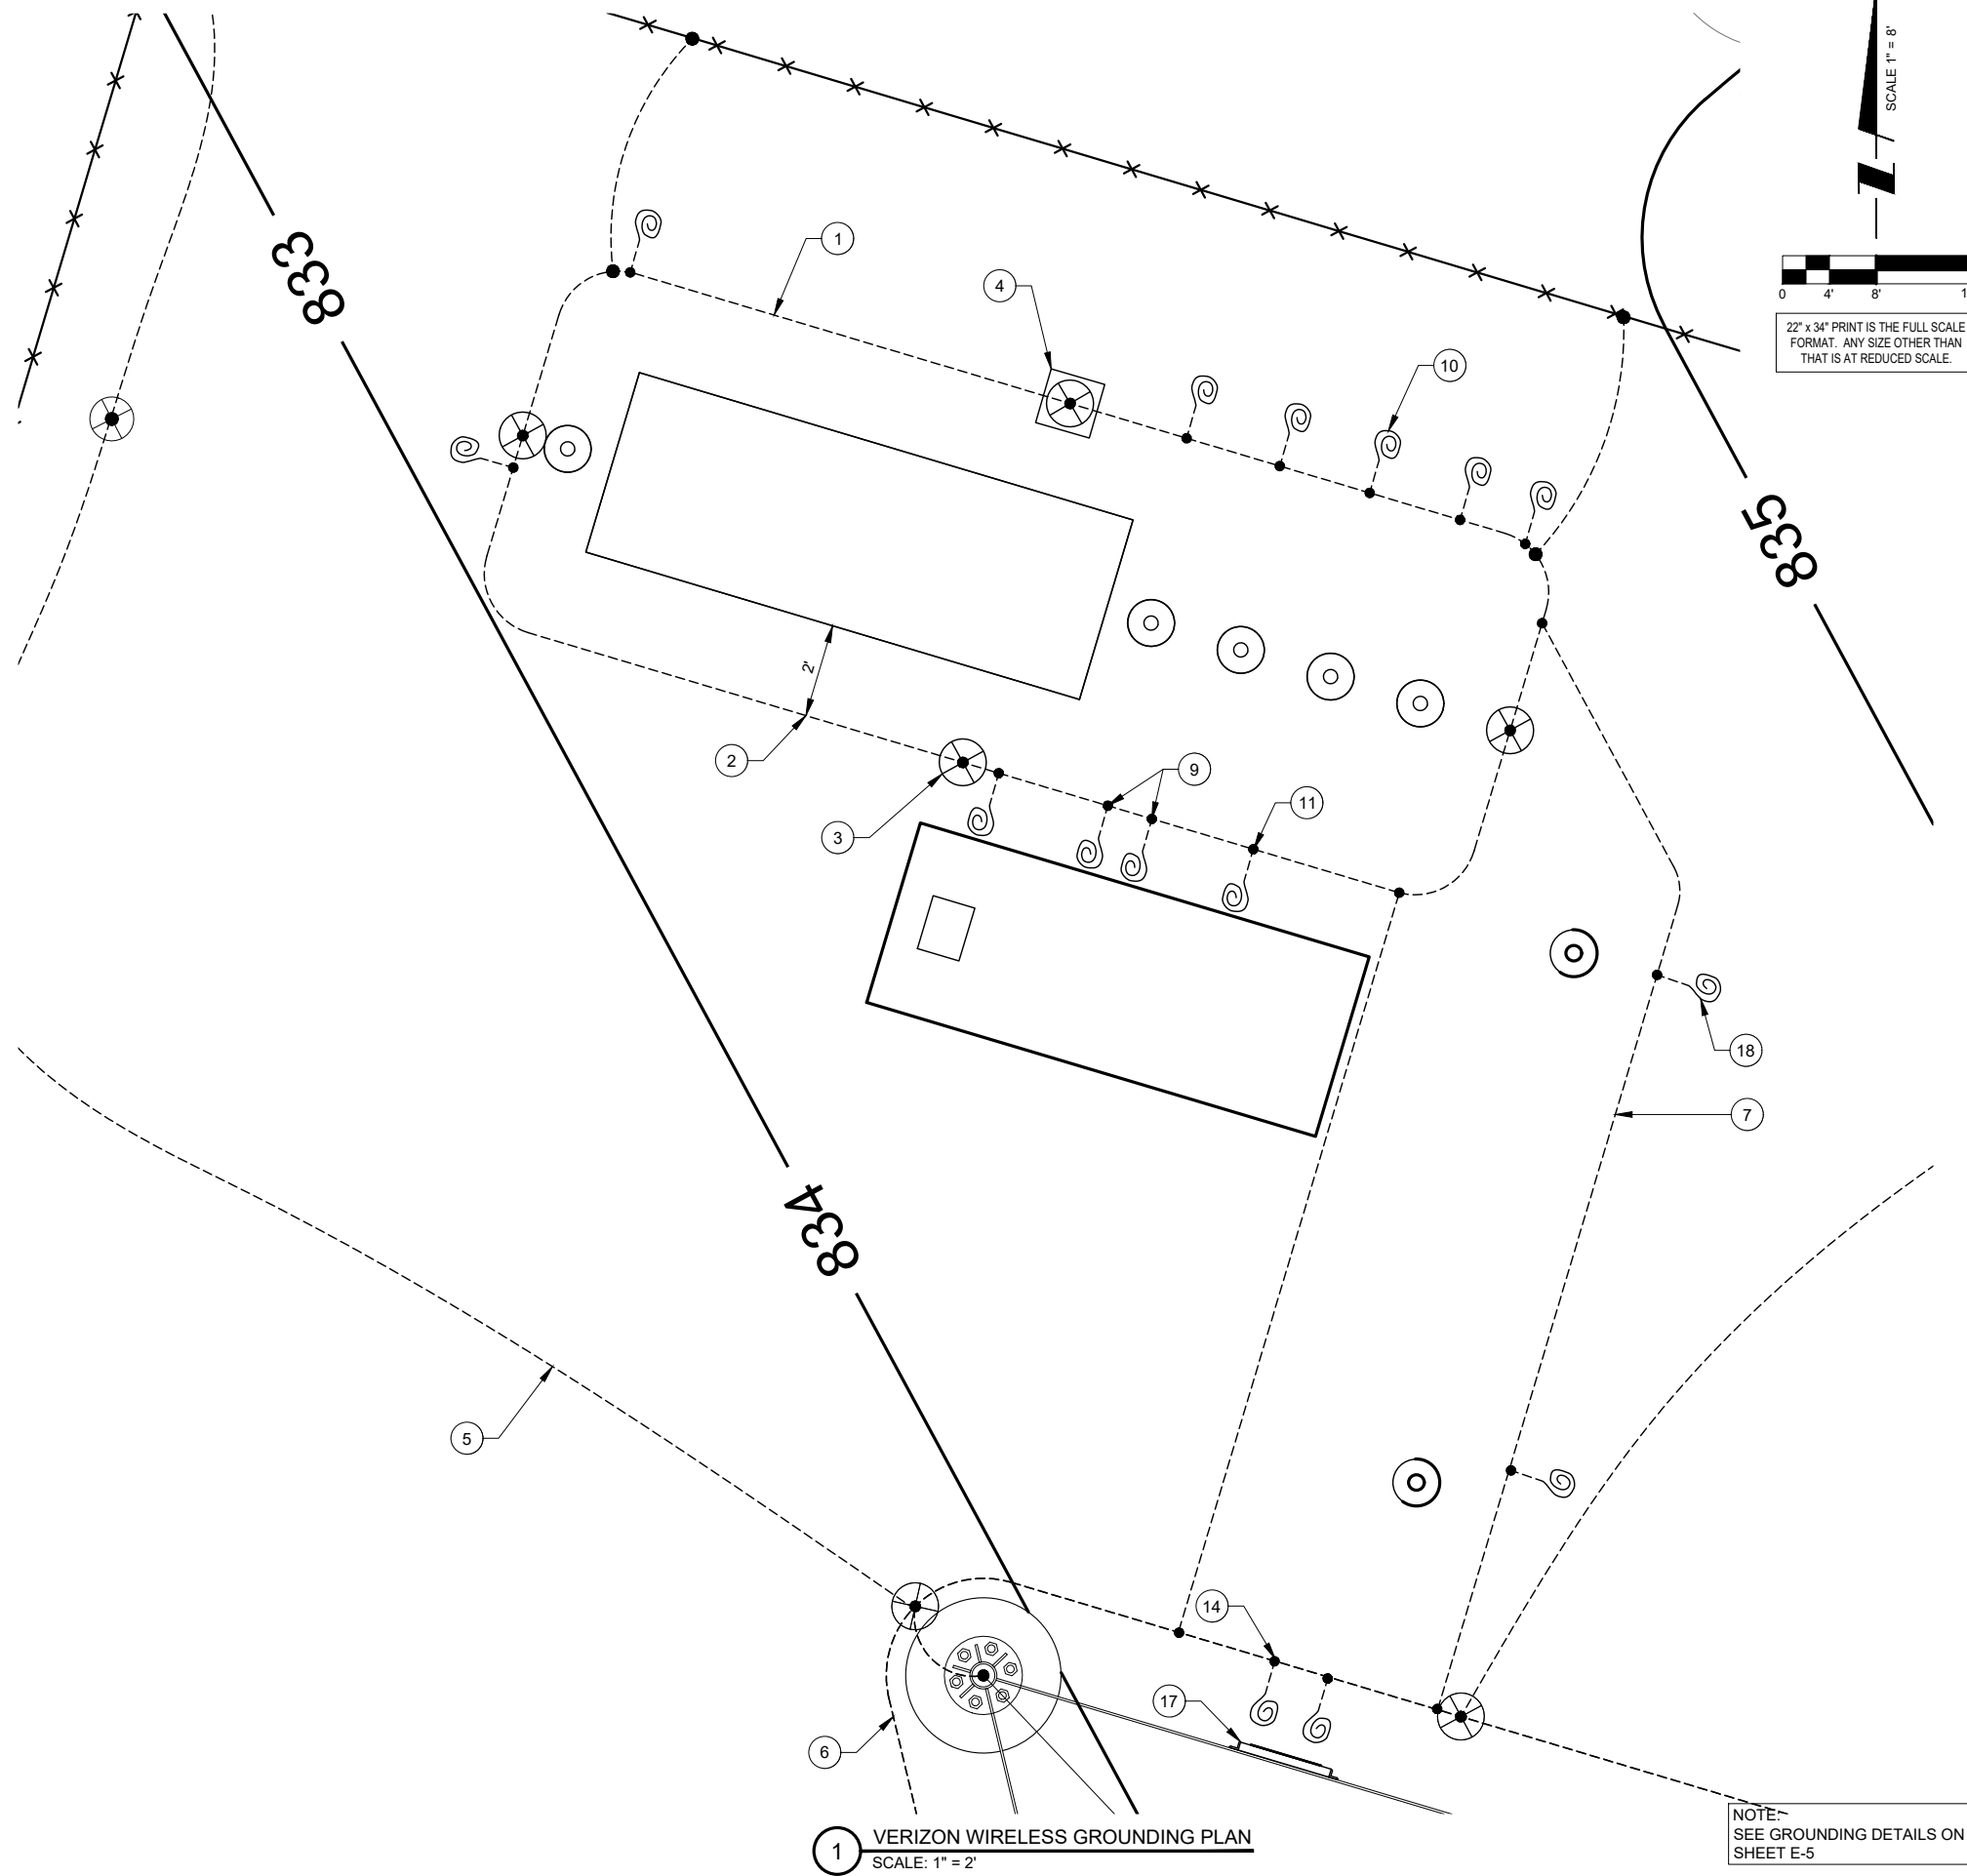 SCALE 1" = 8'
0 4' 8' 1
22" x 34" PRINT IS THE FULL SCALE
FORMAT. ANY SIZE OTHER THAN
THAT IS AT REDUCED SCALE.
833
1
4
10
835
2'
2
9
3
11
18
7
834
5
14
17
6
1 VERIZON WIRELESS GROUNDING PLAN
SCALE: 1" = 2'
NOTE:
SEE GROUNDING DETAILS ON
SHEET E-5